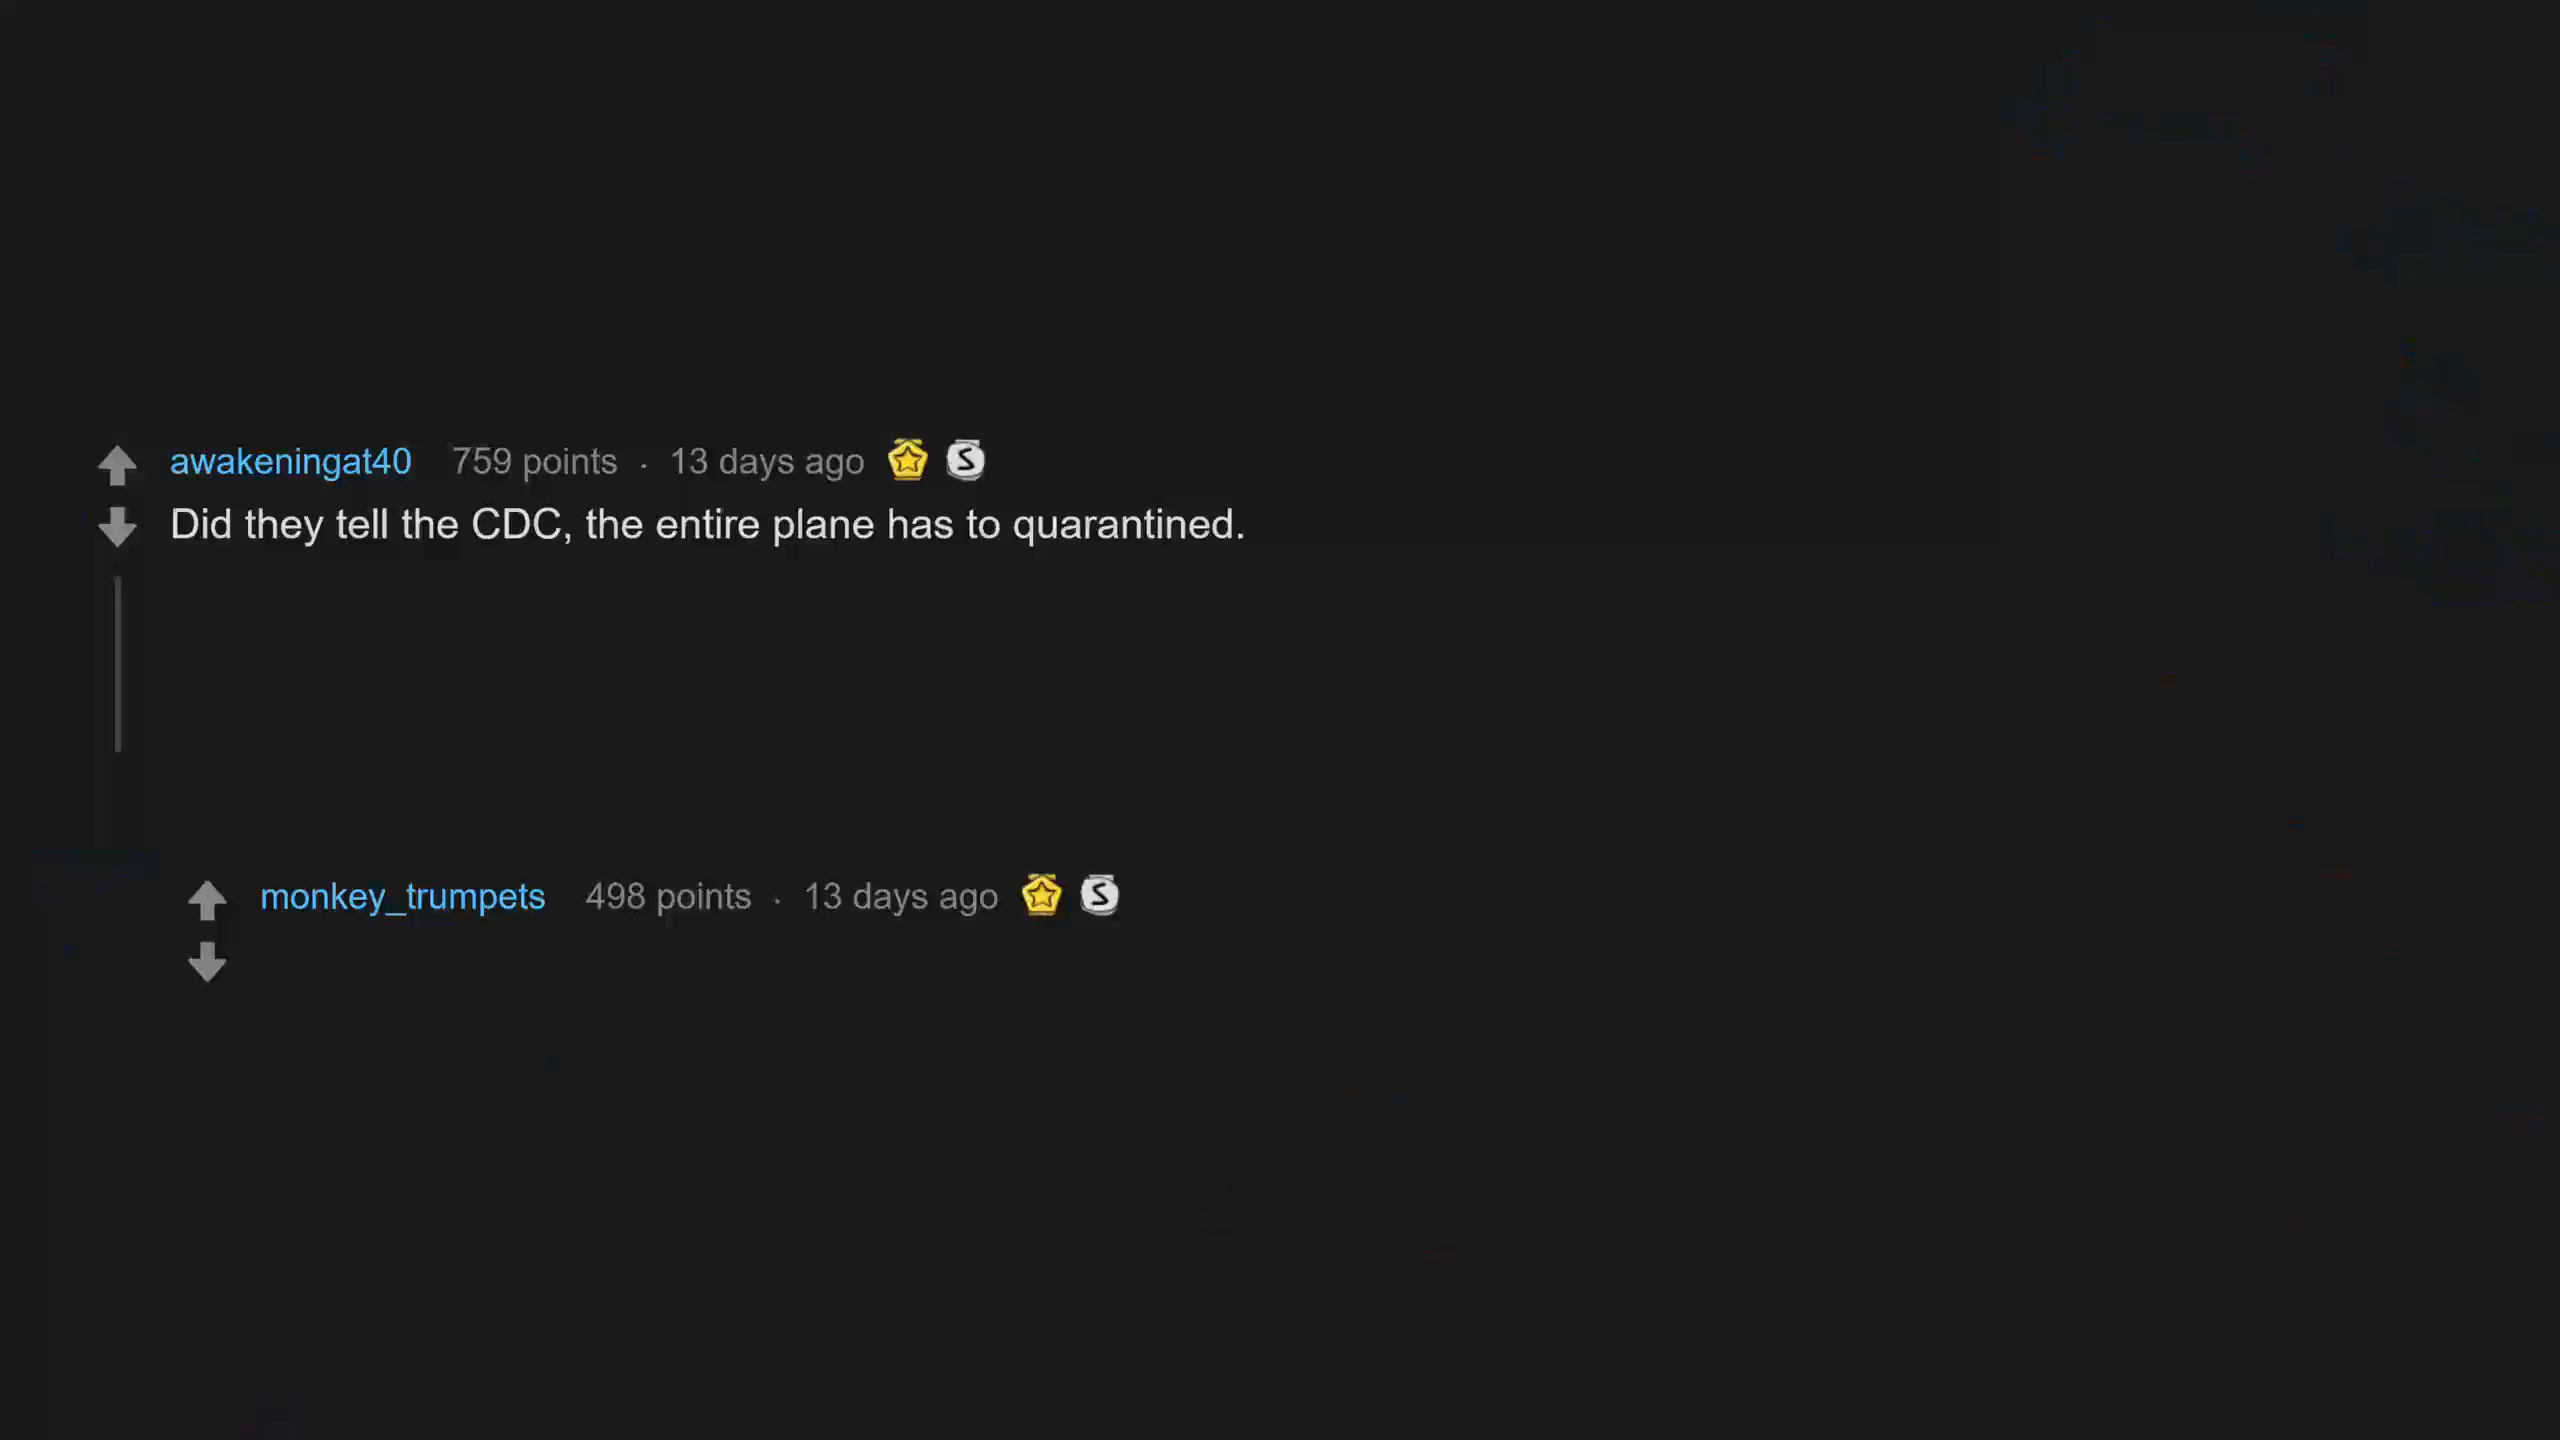 awakeningat40 759 points · 13 days ago
Did they tell the CDC, the entire plane has to quarantined.
monkey_trumpets 498 points · 13 days ago